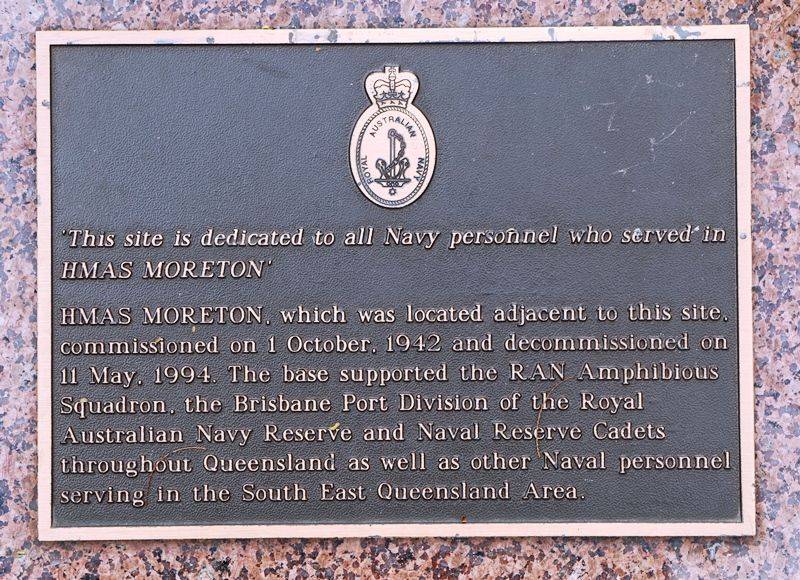 ROYAL AUSTRALIAN NAVY
'This site is dedicated to all Navy personnel who served in
HMAS MORETON'
HMAS MORETON, which was located adjacent to this site,
commissioned on 1 October, 1942 and decommissioned on
11 May, 1994. The base supported the RAN Amphibious
Squadron, the Brisbane Port Division of the Royal
Australian Navy Reserve and Naval Reserve Cadets
throughout Queensland as well as other Naval personnel
serving in the South East Queensland Area.